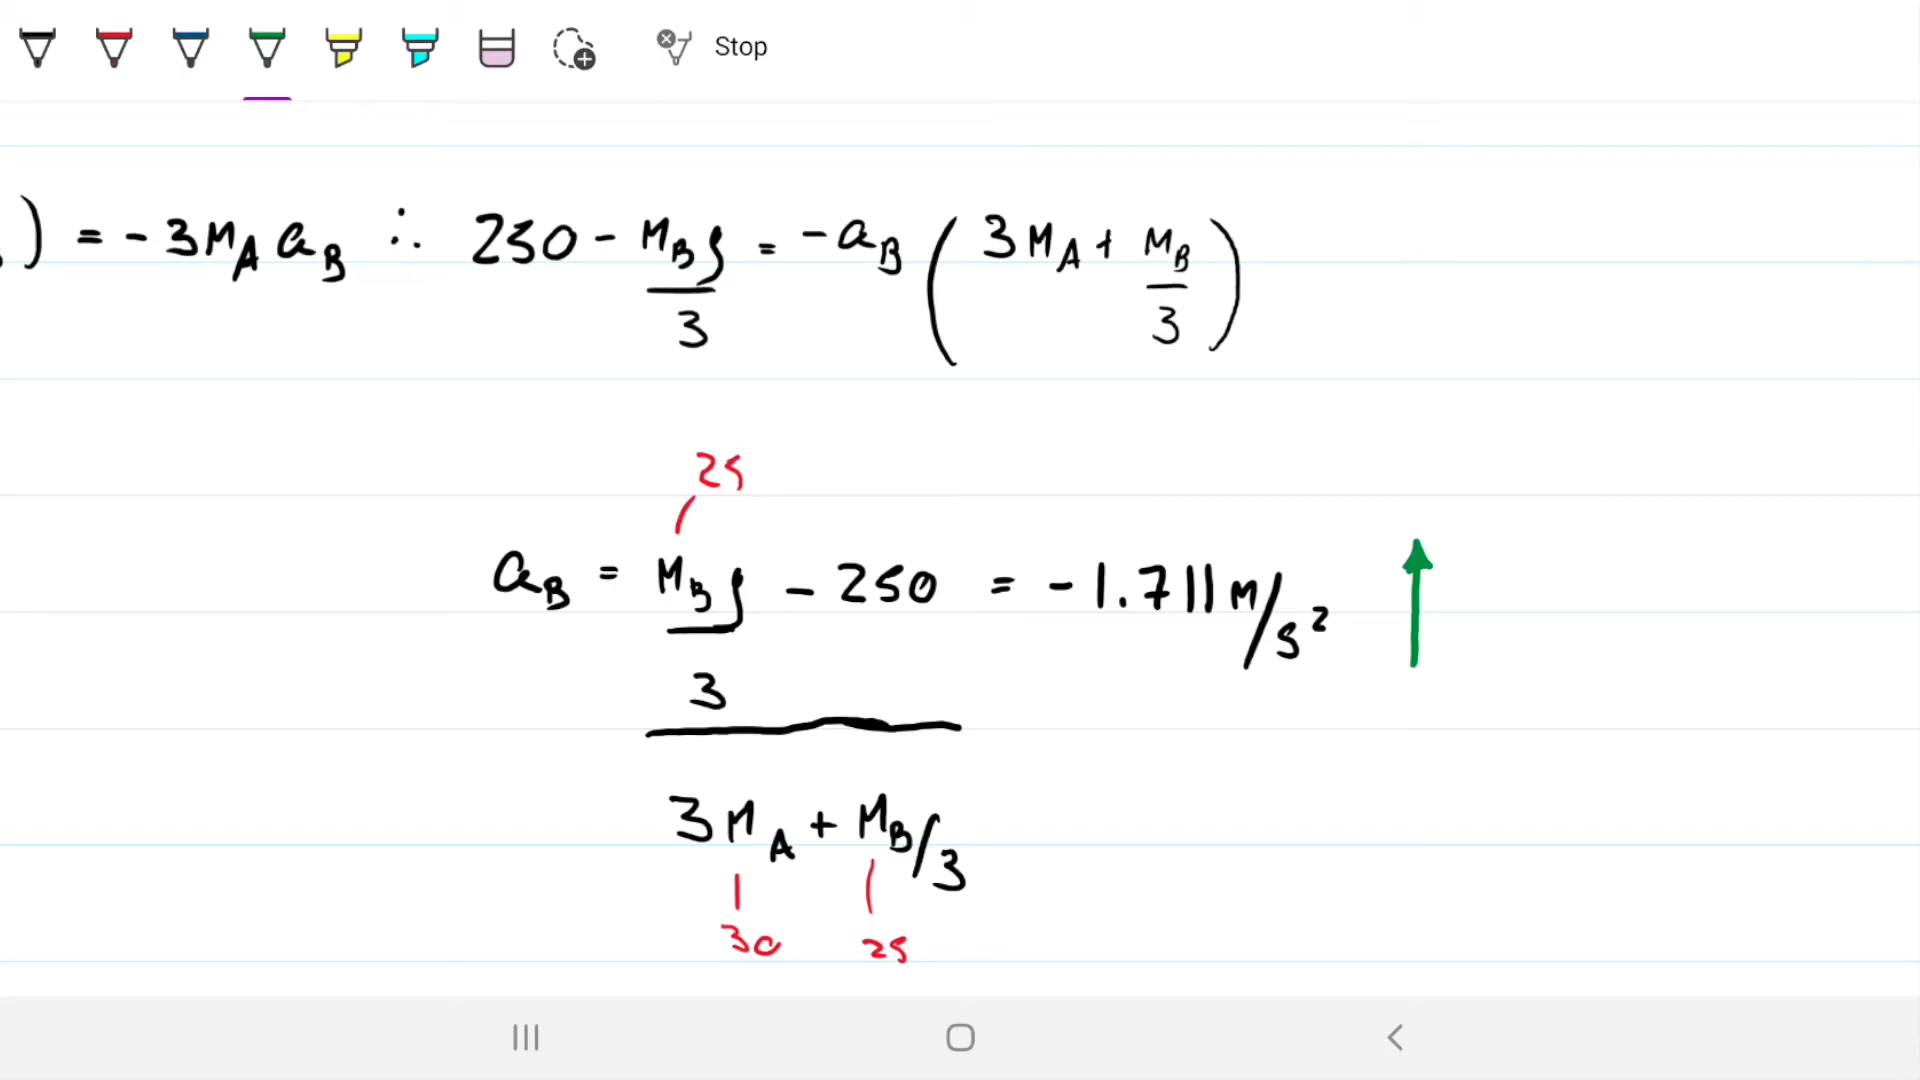 Stop
) = - 3MA aB ∴ 250 - MBg/3 = -aB (3MA + MB/3)
25
aB = MBg/3 - 250 = -1.711 M/s²
3MA + MB/3
30 25